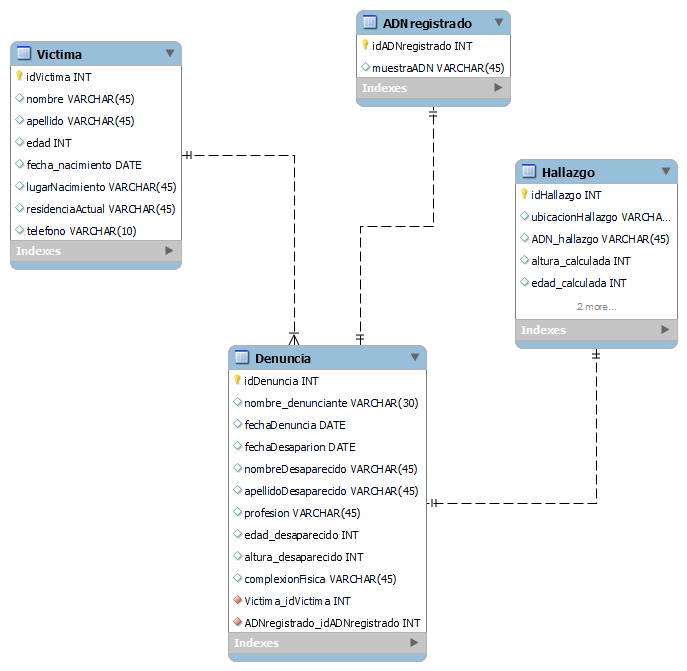 Victima
idVictima INT
nombre VARCHAR(45)
apellido VARCHAR(45)
edad INT
fecha_nacimiento DATE
lugarNacimiento VARCHAR(45)
residenciaActual VARCHAR(45)
telefono VARCHAR(10)
Indexes
ADNregistrado
idADNregistrado INT
muestraADN VARCHAR(45)
Indexes
Hallazgo
idHallazgo INT
ubicacionHallazgo VARCHA...
ADN_hallazgo VARCHAR(45)
altura_calculada INT
edad_calculada INT
2 more...
Indexes
Denuncia
idDenuncia INT
nombre_denunciante VARCHAR(30)
fechaDenuncia DATE
fechaDesaparion DATE
nombreDesaparecido VARCHAR(45)
apellidoDesaparecido VARCHAR(45)
profesion VARCHAR(45)
edad_desaparecido INT
altura_desaparecido INT
complexionFisica VARCHAR(45)
Victima_idVictima INT
ADNregistrado_idADNregistrado INT
Indexes